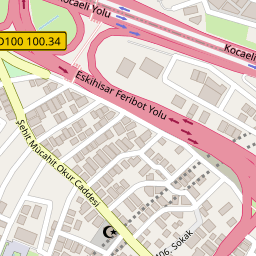 Kocaeli Yolu
Kocaeli
D100 100.34
Eskihisar Feribot Yolu
Şehit Mücahit Okur Caddesi
406. Sokak